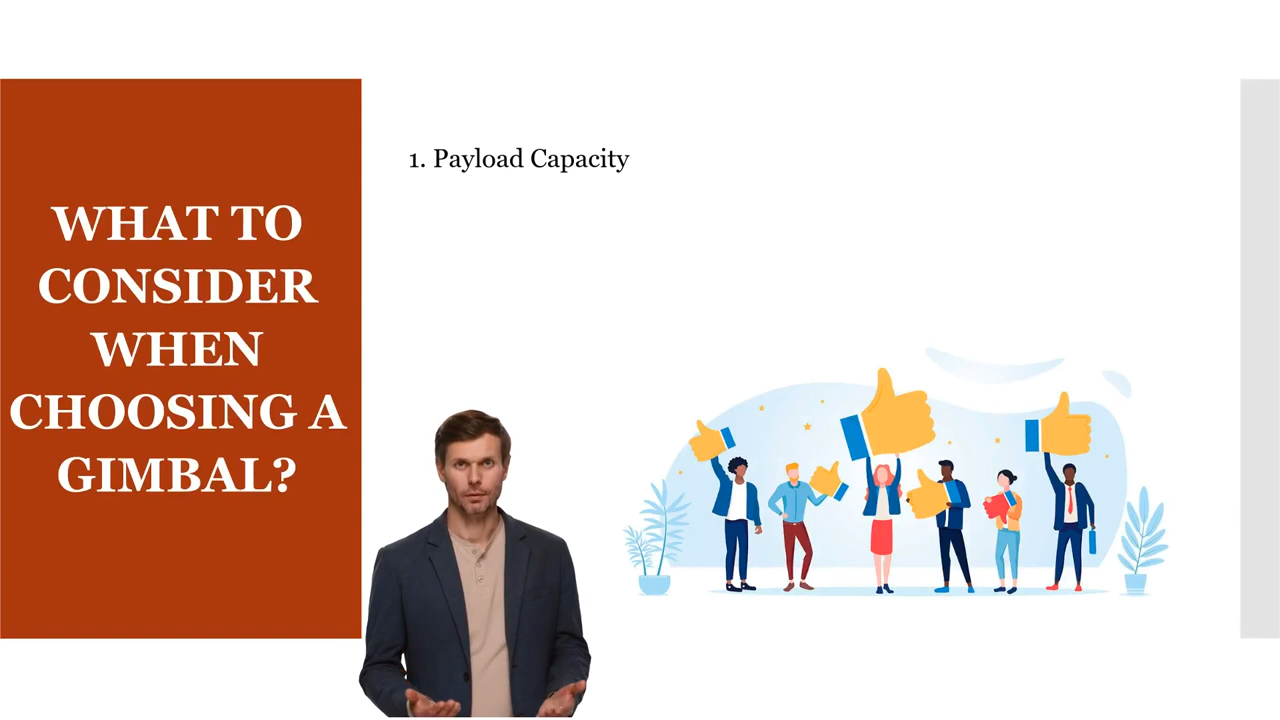 WHAT TO
CONSIDER
WHEN
CHOOSING A
GIMBAL?
1. Payload Capacity